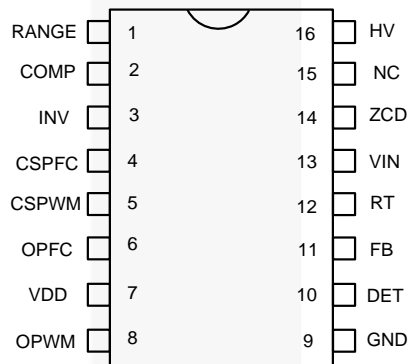 RANGE 1 16 HV
COMP 2 15 NC
INV 3 14 ZCD
CSPFC 4 13 VIN
CSPWM 5 12 RT
OPFC 6 11 FB
VDD 7 10 DET
OPWM 8 9 GND